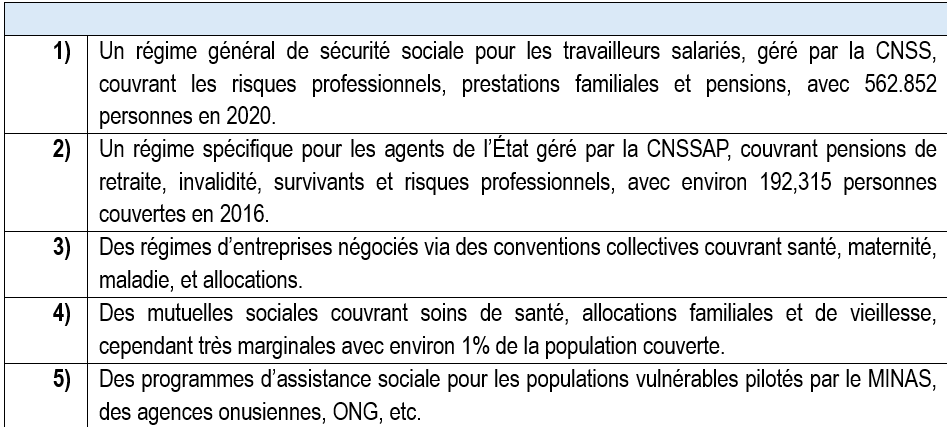 1) Un régime général de sécurité sociale pour les travailleurs salariés, géré par la CNSS,
couvrant les risques professionnels, prestations familiales et pensions, avec 562.852
personnes en 2020.
2) Un régime spécifique pour les agents de l’État géré par la CNSSAP, couvrant pensions de
retraite, invalidité, survivants et risques professionnels, avec environ 192,315 personnes
couvertes en 2016.
3) Des régimes d’entreprises négociés via des conventions collectives couvrant santé, maternité,
maladie, et allocations.
4) Des mutuelles sociales couvrant soins de santé, allocations familiales et de vieillesse,
cependant très marginales avec environ 1% de la population couverte.
5) Des programmes d’assistance sociale pour les populations vulnérables pilotés par le MINAS,
des agences onusiennes, ONG, etc.